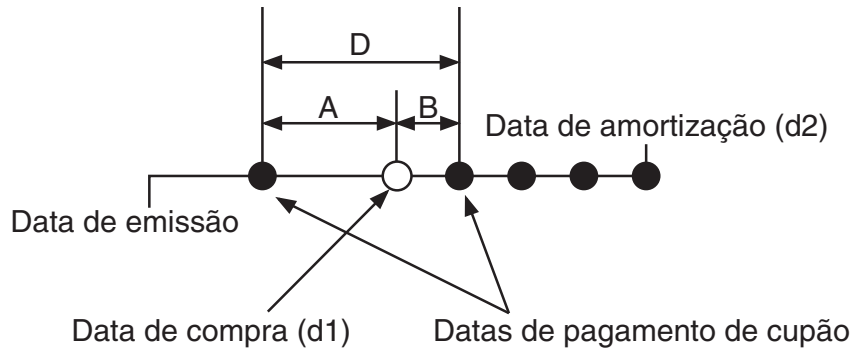 D
A
B
Data de amortização (d2)
Data de emissão
Data de compra (d1)
Datas de pagamento de cupão